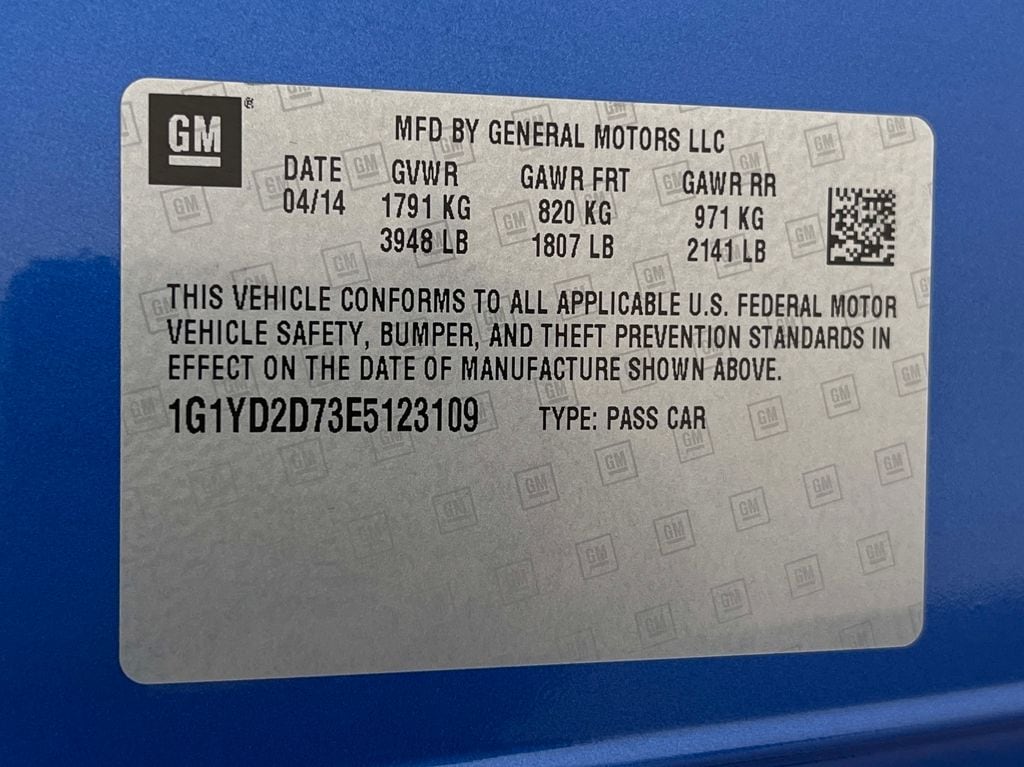 GM®
MFD BY GENERAL MOTORS LLC
DATE GVWR GAWR FRT GAWR RR
04/14 1791 KG 820 KG 971 KG
3948 LB 1807 LB 2141 LB
THIS VEHICLE CONFORMS TO ALL APPLICABLE U.S. FEDERAL MOTOR
VEHICLE SAFETY, BUMPER, AND THEFT PREVENTION STANDARDS IN
EFFECT ON THE DATE OF MANUFACTURE SHOWN ABOVE.
1G1YD2D73E5123109 TYPE: PASS CAR